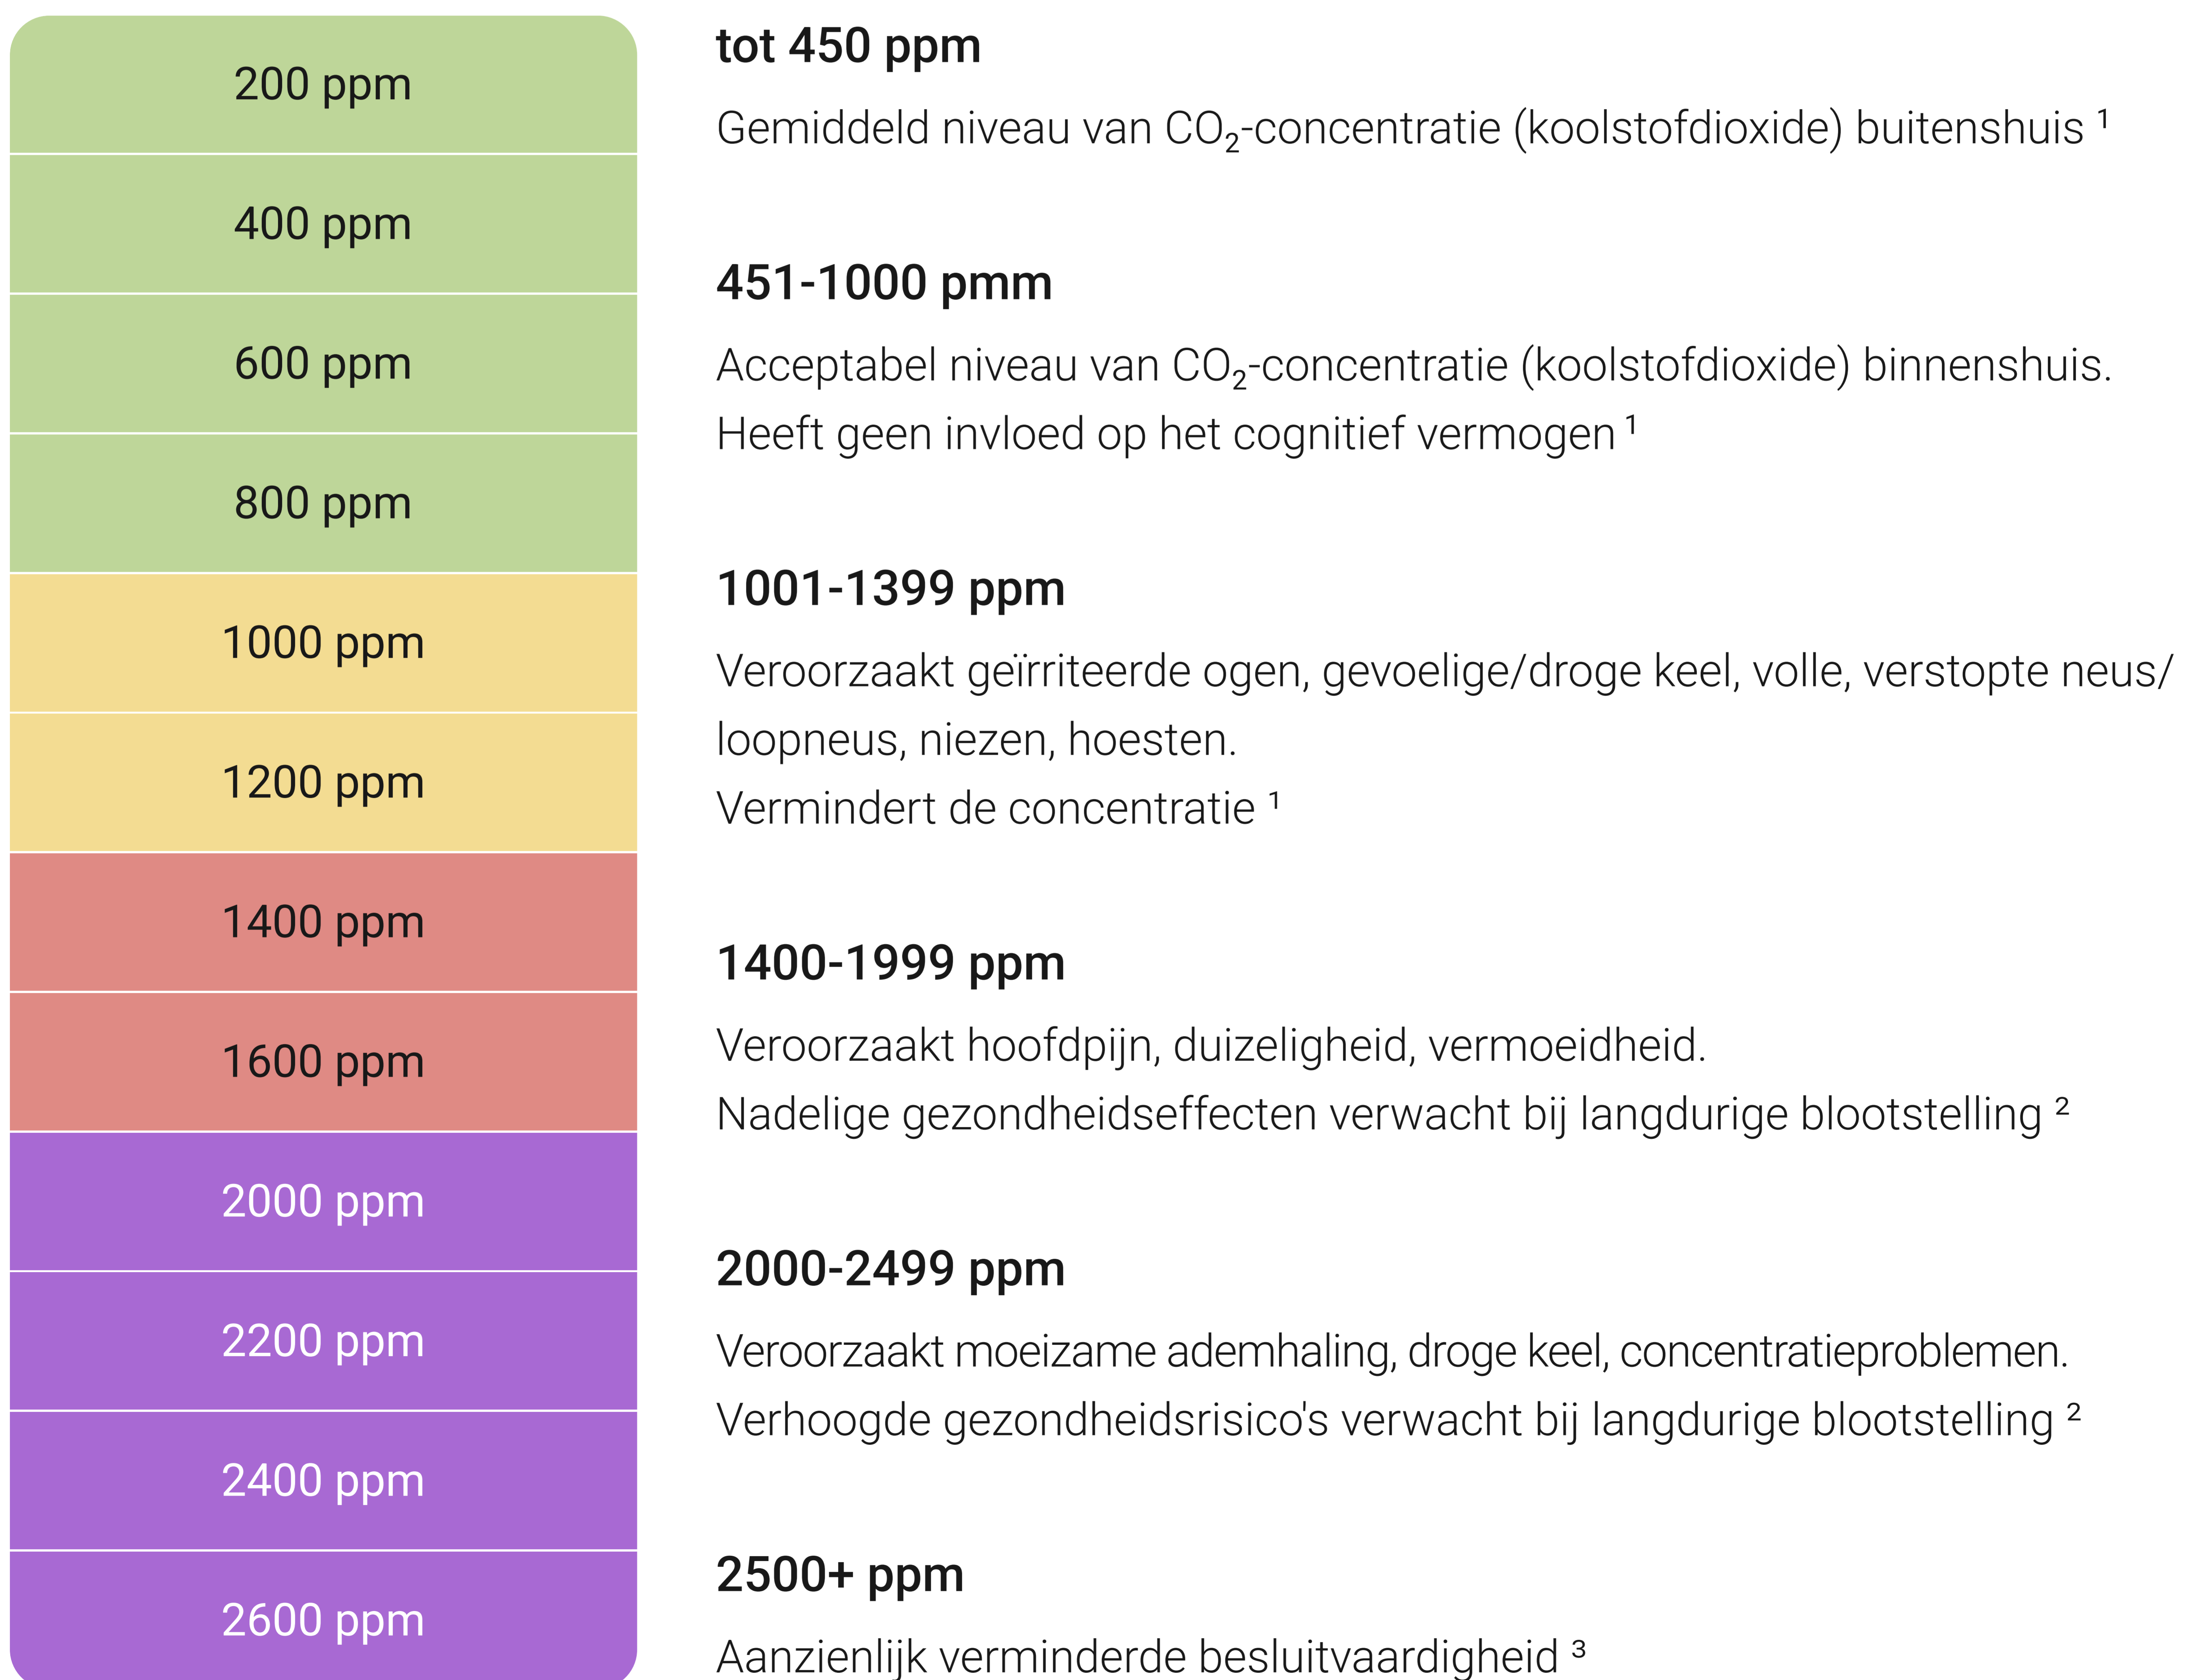 200 ppm
400 ppm
600 ppm
800 ppm
1000 ppm
1200 ppm
1400 ppm
1600 ppm
2000 ppm
2200 ppm
2400 ppm
2600 ppm
tot 450 ppm
Gemiddeld niveau van CO₂-concentratie (koolstofdioxide) buitenshuis ¹
451-1000 pmm
Acceptabel niveau van CO₂-concentratie (koolstofdioxide) binnenshuis.
Heeft geen invloed op het cognitief vermogen ¹
1001-1399 ppm
Veroorzaakt geïrriteerde ogen, gevoelige/droge keel, volle, verstopte neus/
loopneus, niezen, hoesten.
Vermindert de concentratie ¹
1400-1999 ppm
Veroorzaakt hoofdpijn, duizeligheid, vermoeidheid.
Nadelige gezondheidseffecten verwacht bij langdurige blootstelling ²
2000-2499 ppm
Veroorzaakt moeizame ademhaling, droge keel, concentratieproblemen.
Verhoogde gezondheidsrisico's verwacht bij langdurige blootstelling ²
2500+ ppm
Aanzienlijk verminderde besluitvaardigheid ³